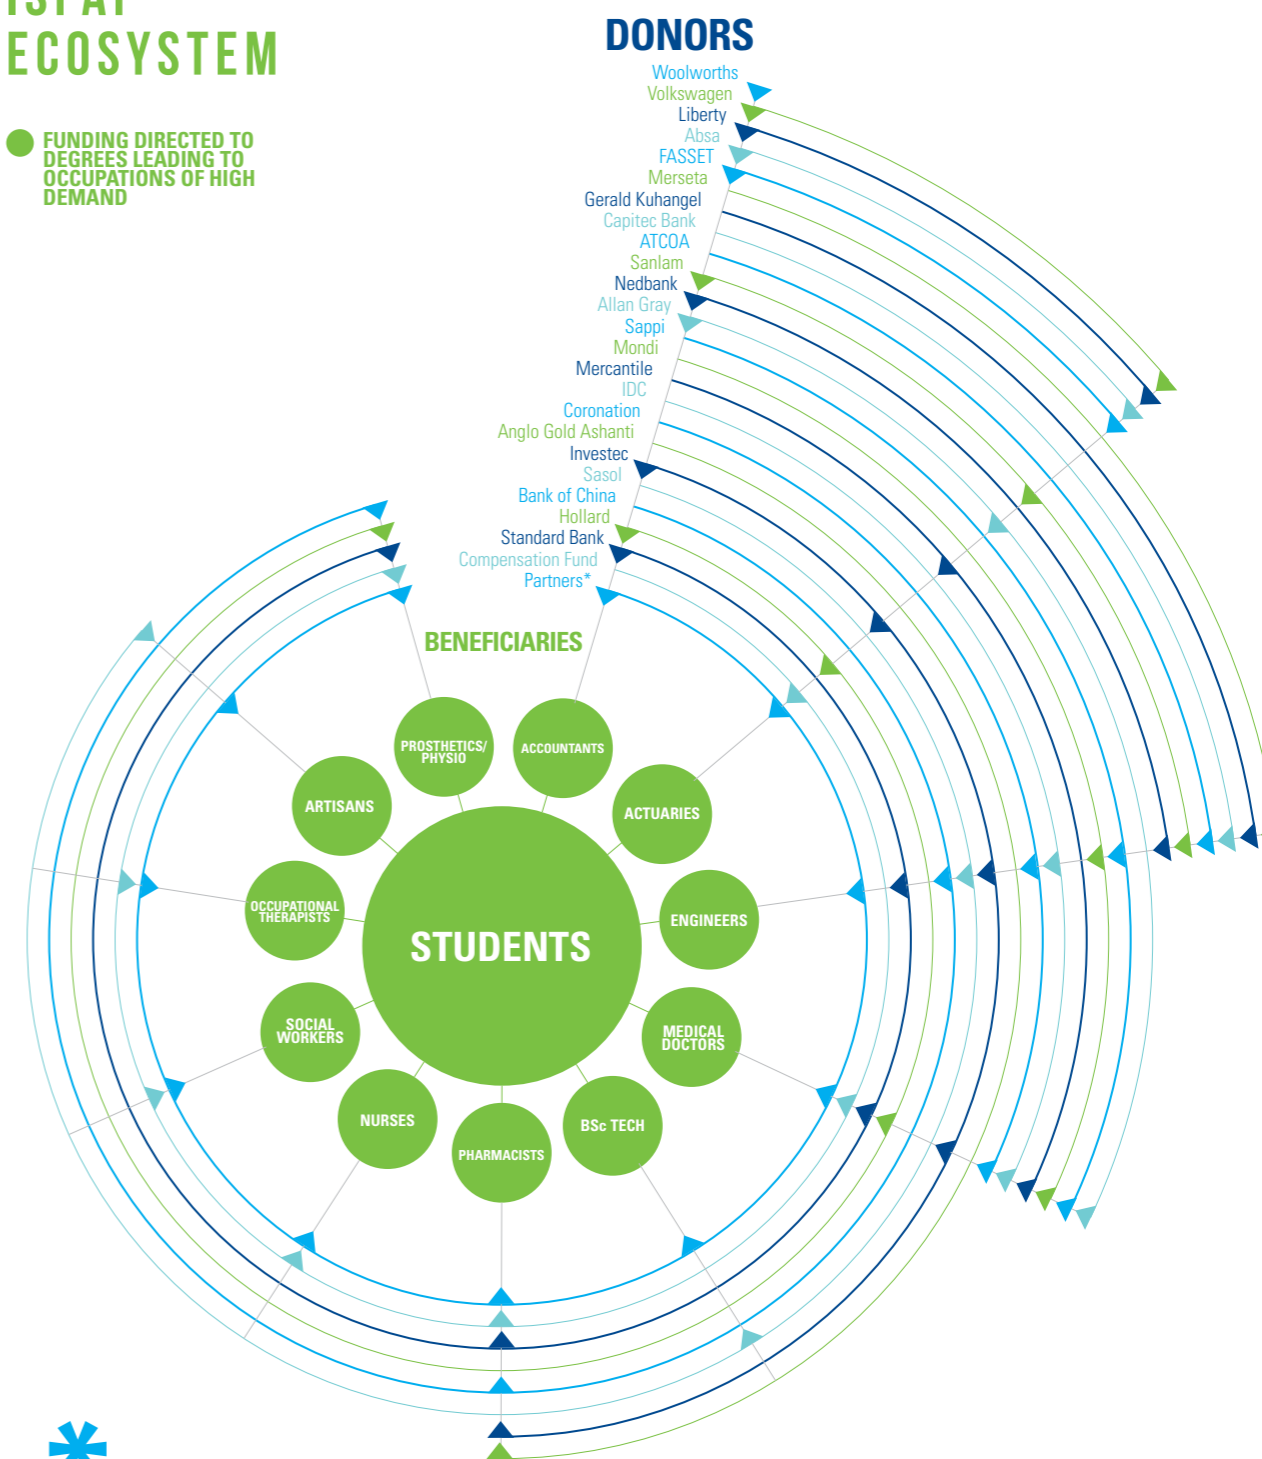 ECOSYSTEM
FUNDING DIRECTED TO
DEGREES LEADING TO
OCCUPATIONS OF HIGH
DEMAND
DONORS
Woolworths
Volkswagen
Liberty
Absa
FASSET
Merseta
Gerald Kuhangel
Capitec Bank
ATCOA
Sanlam
Nedbank
Allan Gray
Sappi
Mondi
Mercantile
IDC
Coronation
Anglo Gold Ashanti
Investec
Sasol
Bank of China
Hollard
Standard Bank
Compensation Fund
Partners*
BENEFICIARIES
PROSTHETICS/
PHYSIO
ACCOUNTANTS
ARTISANS
ACTUARIES
OCCUPATIONAL
THERAPISTS
STUDENTS
ENGINEERS
SOCIAL
WORKERS
MEDICAL
DOCTORS
NURSES
BSc TECH
PHARMACISTS
*